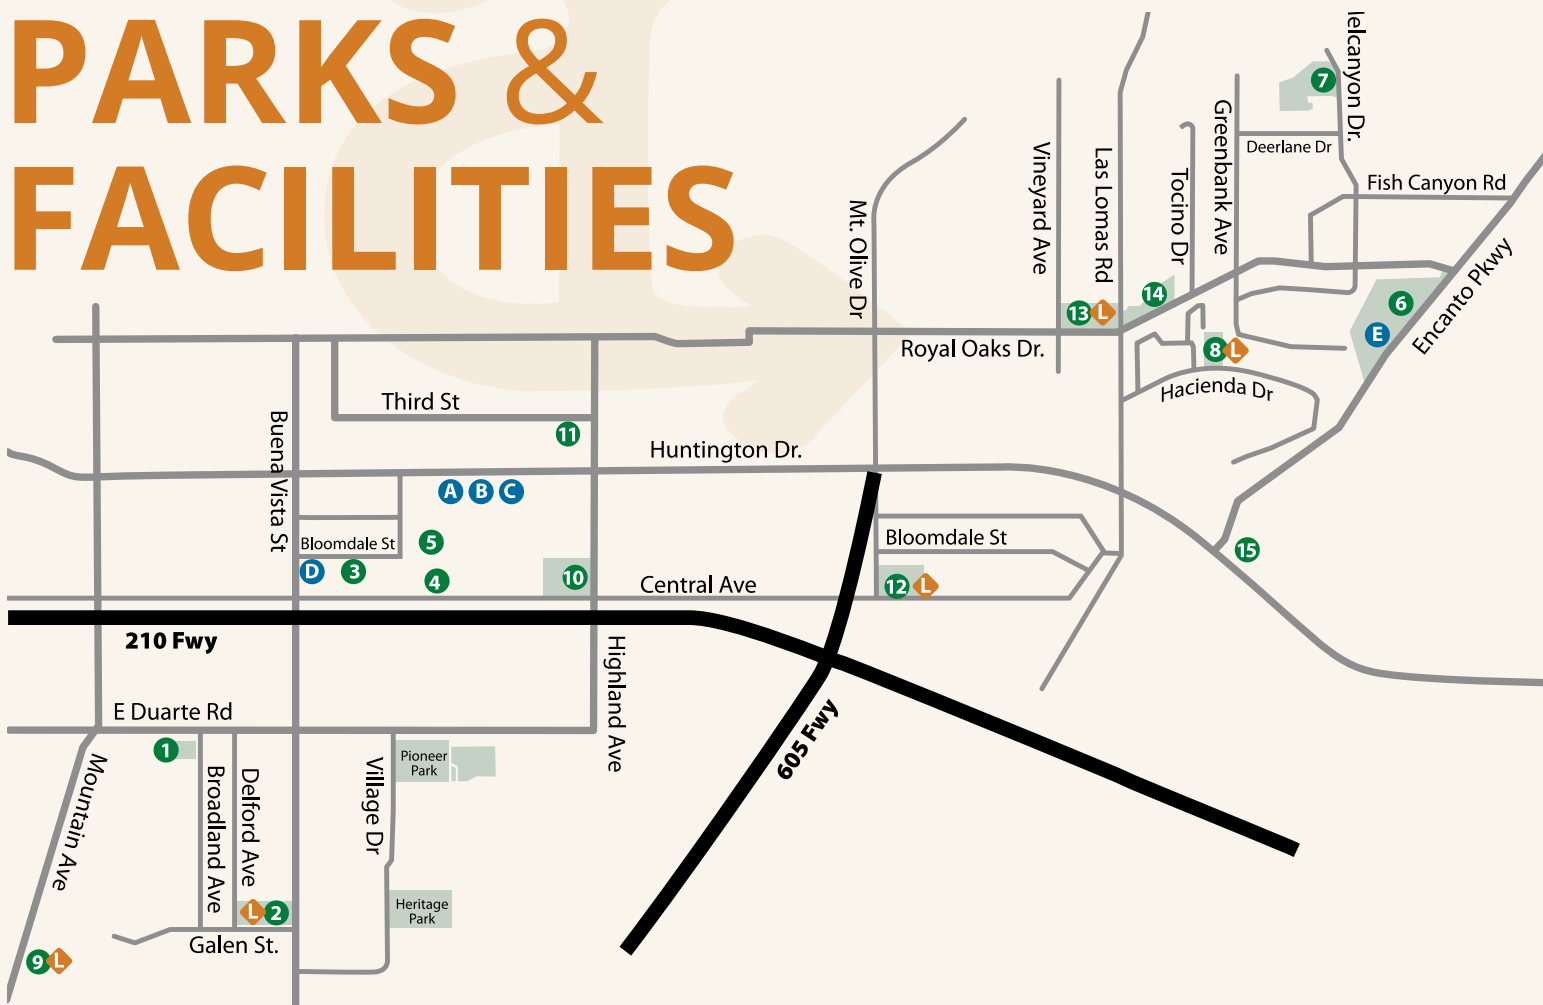 PARKS &
FACILITIES
lelcanyon Dr.
7
Greenbank Ave
Deerlane Dr
Fish Canyon Rd
Vineyard Ave
Las Lomas Rd
Tocino Dr
Mt. Olive Dr
14
13
L
6
E
Encanto Pkwy
Royal Oaks Dr.
8
L
Hacienda Dr
Third St
11
Buena Vista St
Huntington Dr.
A
B
C
Bloomdale St
5
Bloomdale St
15
D
3
4
10
Central Ave
12
L
210 Fwy
Highland Ave
E Duarte Rd
605 Fwy
1
Pioneer
Park
Mountain Ave
Broadland Ave
Delford Ave
Village Dr
L
2
Heritage
Park
Galen St.
9
L